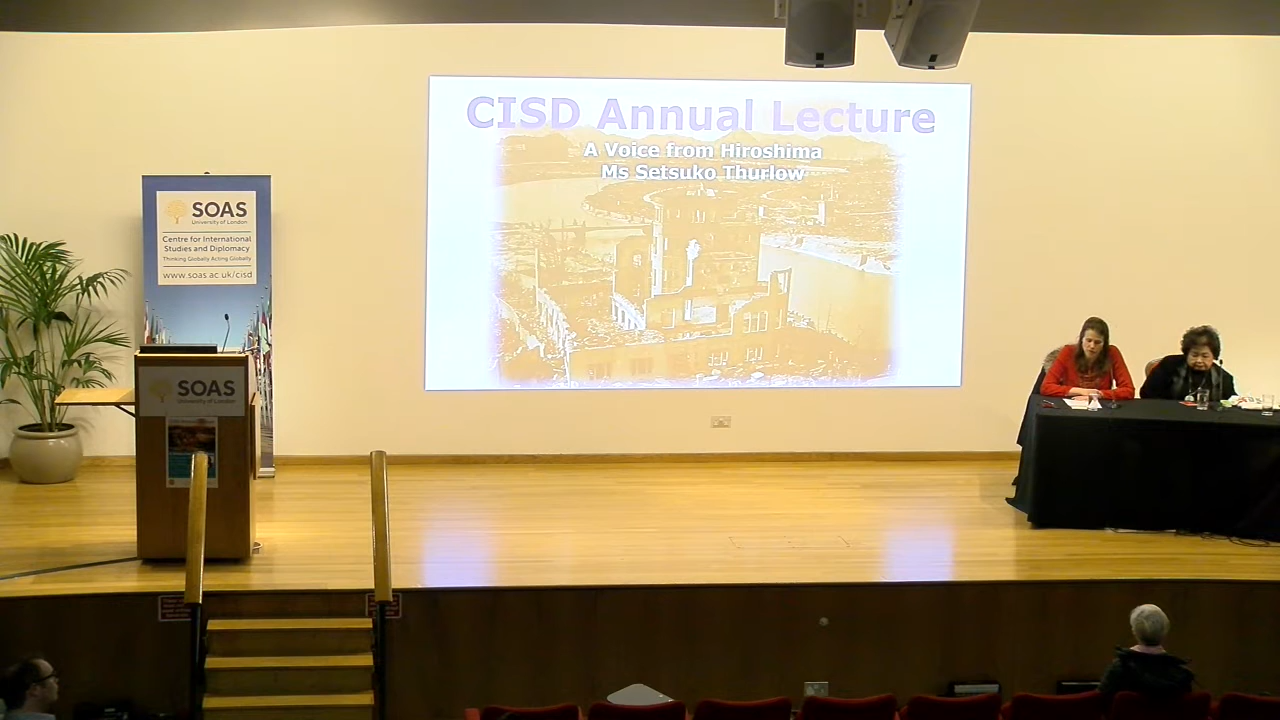 CISD Annual Lecture
A Voice from Hiroshima
Ms Setsuko Thurlow
SOAS
University of London
Centre for International
Studies and Diplomacy
Thinking Globally Acting Globally
www.soas.ac.uk/cisd
SOAS
University of London